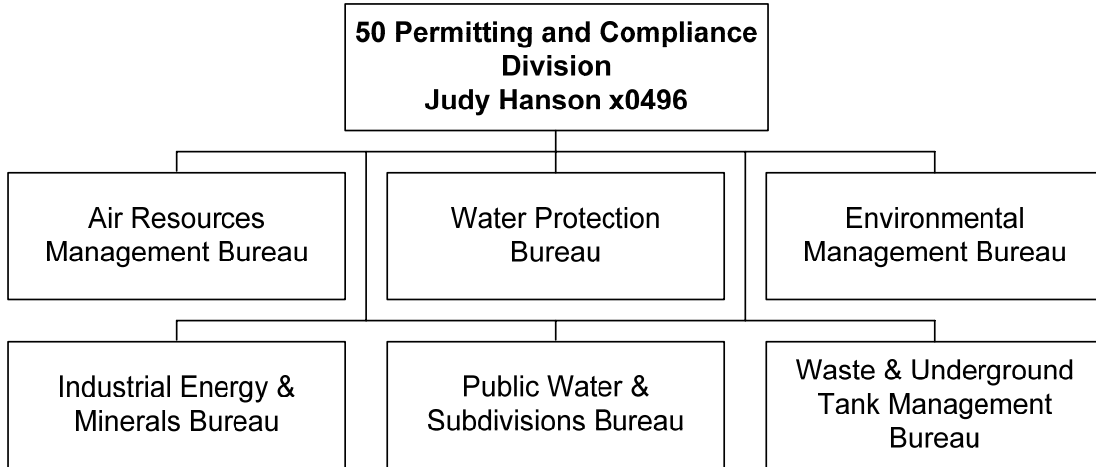 50 Permitting and Compliance
Division
Judy Hanson x0496
Air Resources
Management Bureau
Water Protection
Bureau
Environmental
Management Bureau
Industrial Energy &
Minerals Bureau
Public Water &
Subdivisions Bureau
Waste & Underground
Tank Management
Bureau